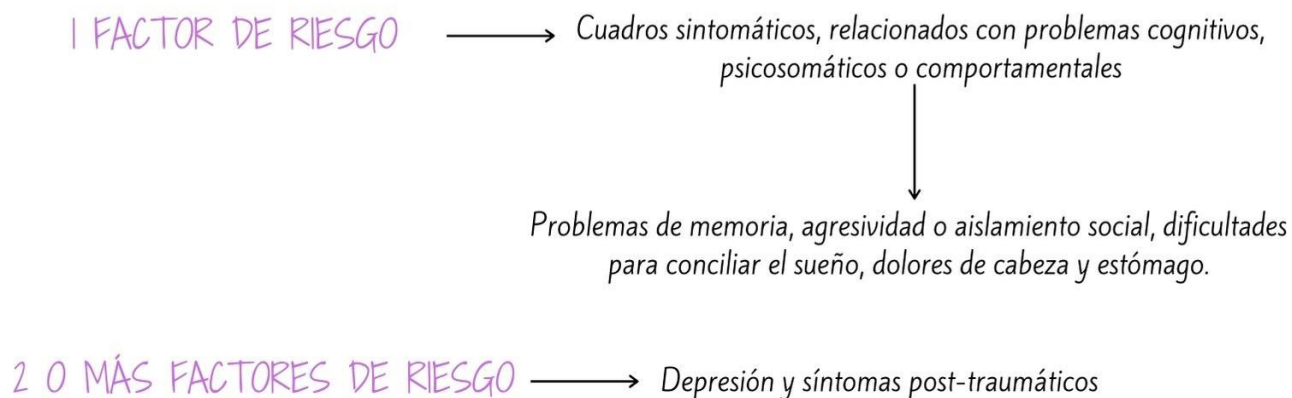 1 FACTOR DE RIESGO
Cuadros sintomáticos, relacionados con problemas cognitivos,
psicosomáticos o comportamentales
Problemas de memoria, agresividad o aislamiento social, dificultades
para conciliar el sueño, dolores de cabeza y estómago.
2 O MÁS FACTORES DE RIESGO
Depresión y síntomas post-traumáticos